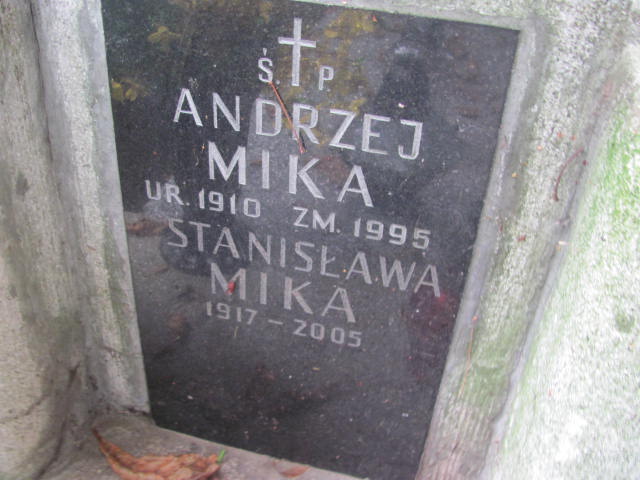 Ś. P
ANDRZEJ
MIKA
UR. 1910 ZM. 1995
STANISŁAWA
MIKA
1917 – 2005